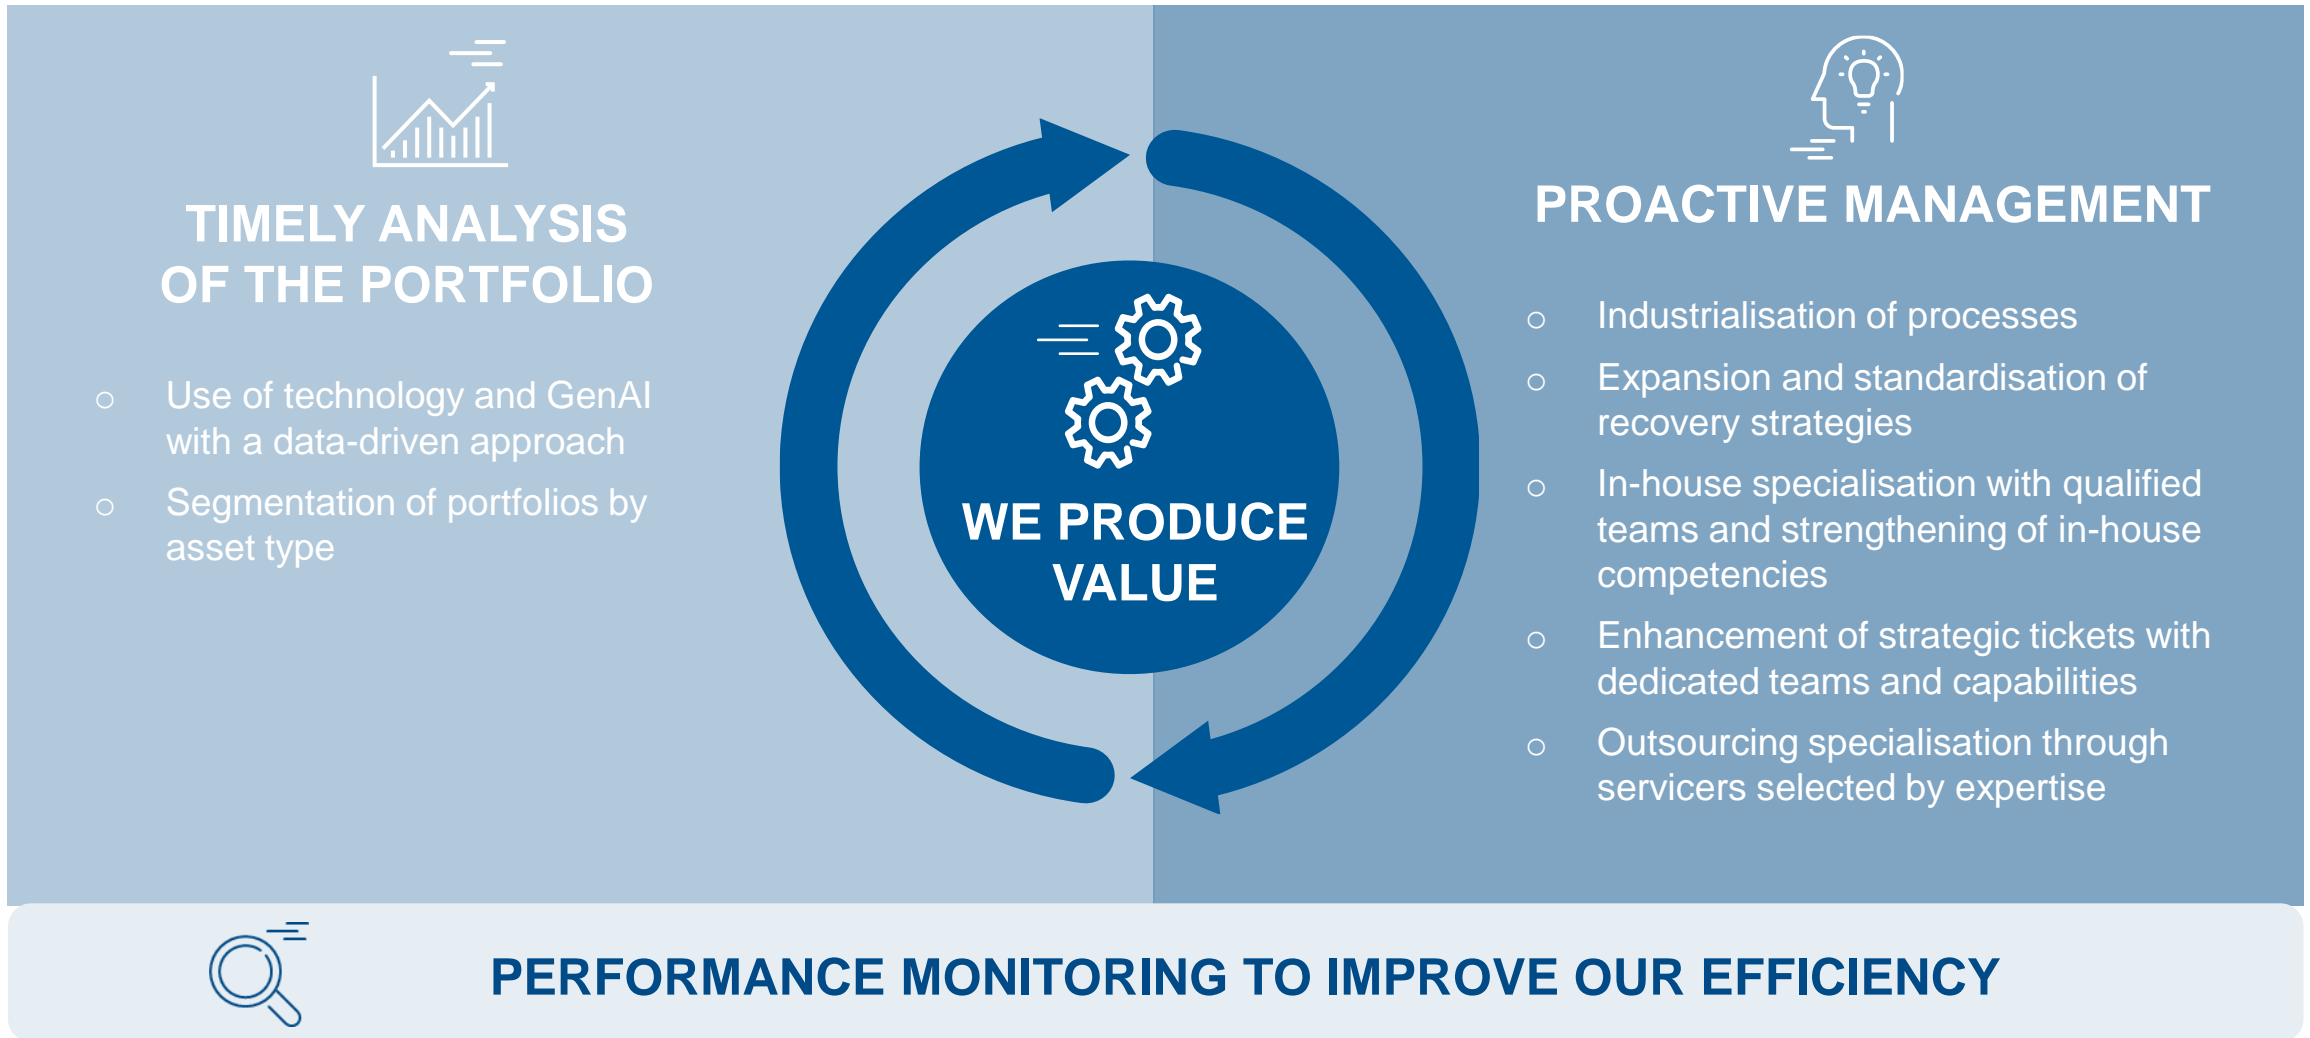 TIMELY ANALYSIS
OF THE PORTFOLIO
Use of technology and GenAI
with a data-driven approach
Segmentation of portfolios by
asset type
WE PRODUCE
VALUE
PROACTIVE MANAGEMENT
Industrialisation of processes
Expansion and standardisation of
recovery strategies
In-house specialisation with qualified
teams and strengthening of in-house
competencies
Enhancement of strategic tickets with
dedicated teams and capabilities
Outsourcing specialisation through
servicers selected by expertise
PERFORMANCE MONITORING TO IMPROVE OUR EFFICIENCY